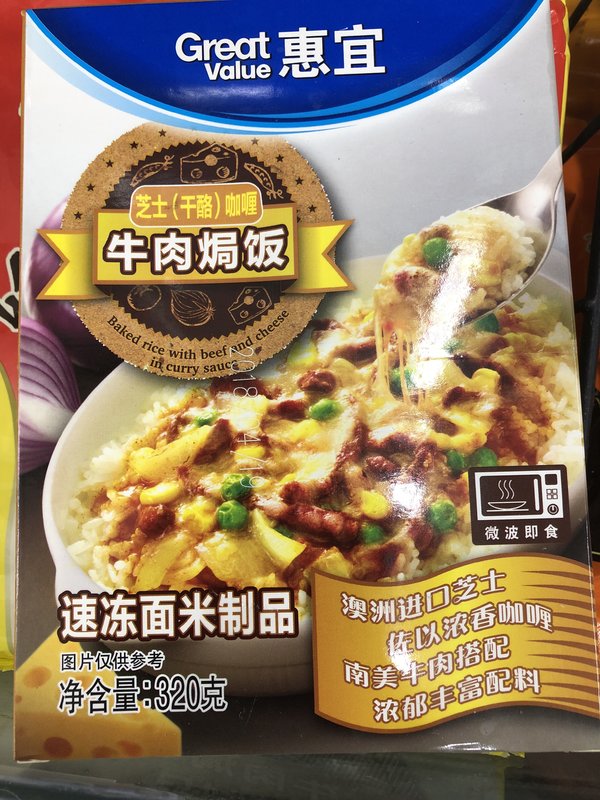 Great Value 惠宜
芝士(干酪)咖喱
牛肉焗饭
Baked rice with beef and cheese
in curry sauce
2018
微波即食
速冻面米制品
图片仅供参考
净含量:320克
澳洲进口芝士
佐以浓香咖喱
南美牛肉搭配
浓郁丰富配料